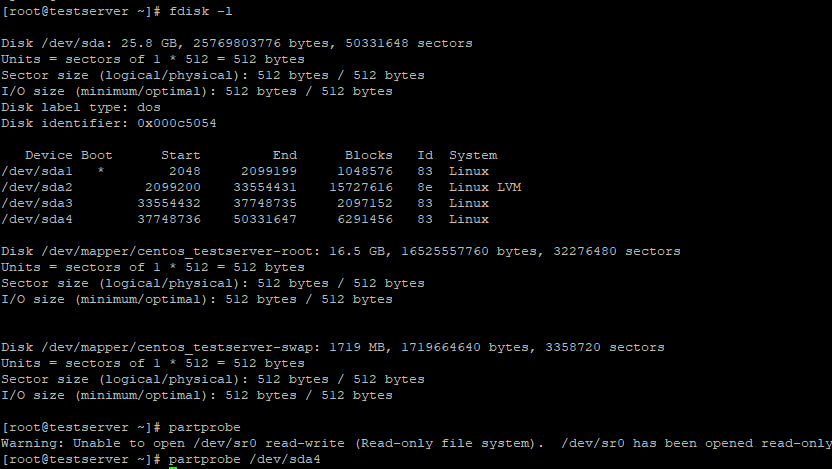 [root@testserver ~]# fdisk -l
Disk /dev/sda: 25.8 GB, 25769803776 bytes, 50331648 sectors
Units = sectors of 1 * 512 = 512 bytes
Sector size (logical/physical): 512 bytes / 512 bytes
I/O size (minimum/optimal): 512 bytes / 512 bytes
Disk label type: dos
Disk identifier: 0x000c5054
Device Boot Start End Blocks Id System
/dev/sda1 * 2048 2099199 1048576 83 Linux
/dev/sda2 2099200 33554431 15727616 8e Linux LVM
/dev/sda3 33554432 37748735 2097152 83 Linux
/dev/sda4 37748736 50331647 6291456 83 Linux
Disk /dev/mapper/centos_testserver-root: 16.5 GB, 16525557760 bytes, 32276480 sectors
Units = sectors of 1 * 512 = 512 bytes
Sector size (logical/physical): 512 bytes / 512 bytes
I/O size (minimum/optimal): 512 bytes / 512 bytes
Disk /dev/mapper/centos_testserver-swap: 1719 MB, 1719664640 bytes, 3358720 sectors
Units = sectors of 1 * 512 = 512 bytes
Sector size (logical/physical): 512 bytes / 512 bytes
I/O size (minimum/optimal): 512 bytes / 512 bytes
[root@testserver ~]# partprobe
Warning: Unable to open /dev/sr0 read-write (Read-only file system).  /dev/sr0 has been opened read-only
[root@testserver ~]# partprobe /dev/sda4